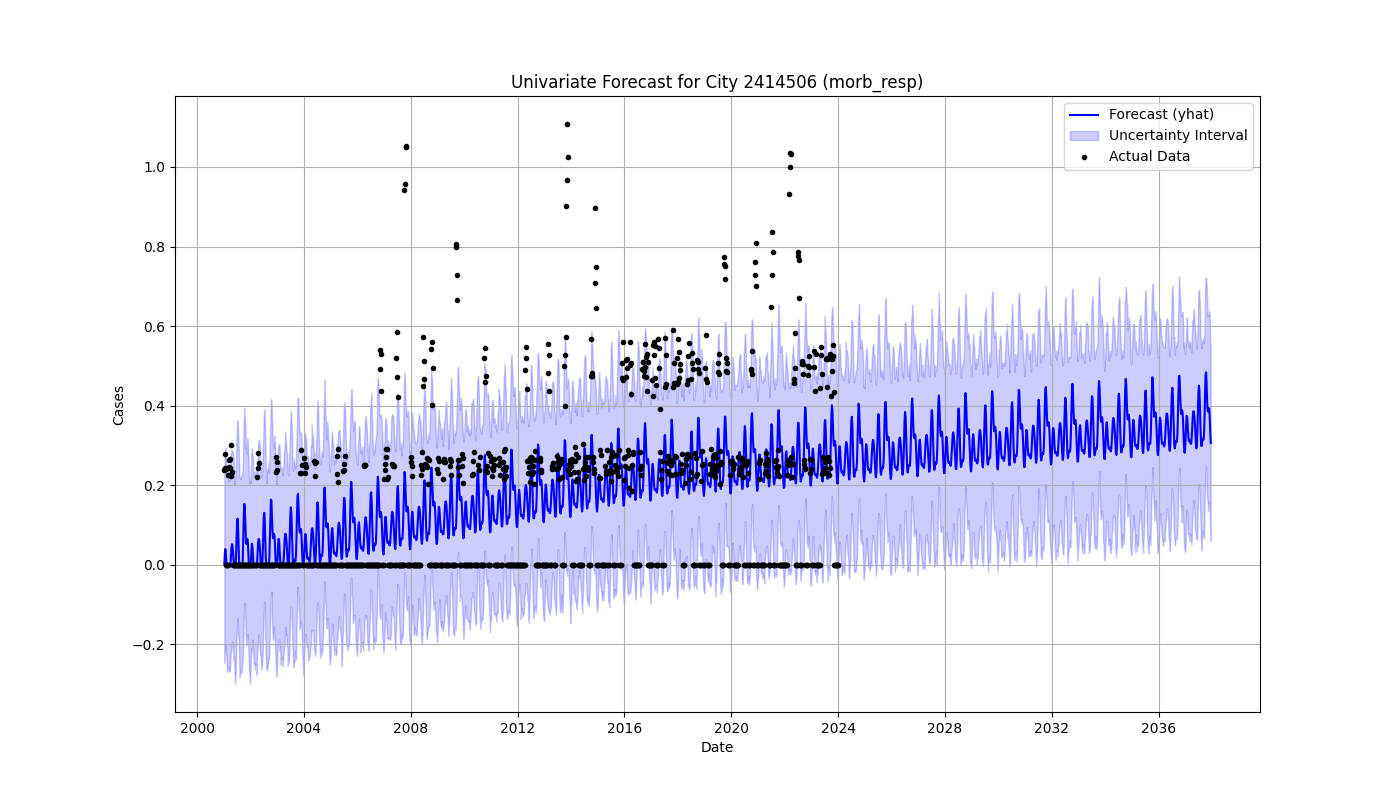 Univariate Forecast for City 2414506 (morb_resp)
Forecast (yhat)
Uncertainty Interval
Actual Data
1.0
0.8
0.6
0.4
0.2
0.0
−0.2
Cases
2000 2004 2008 2012 2016 2020 2024 2028 2032 2036
Date